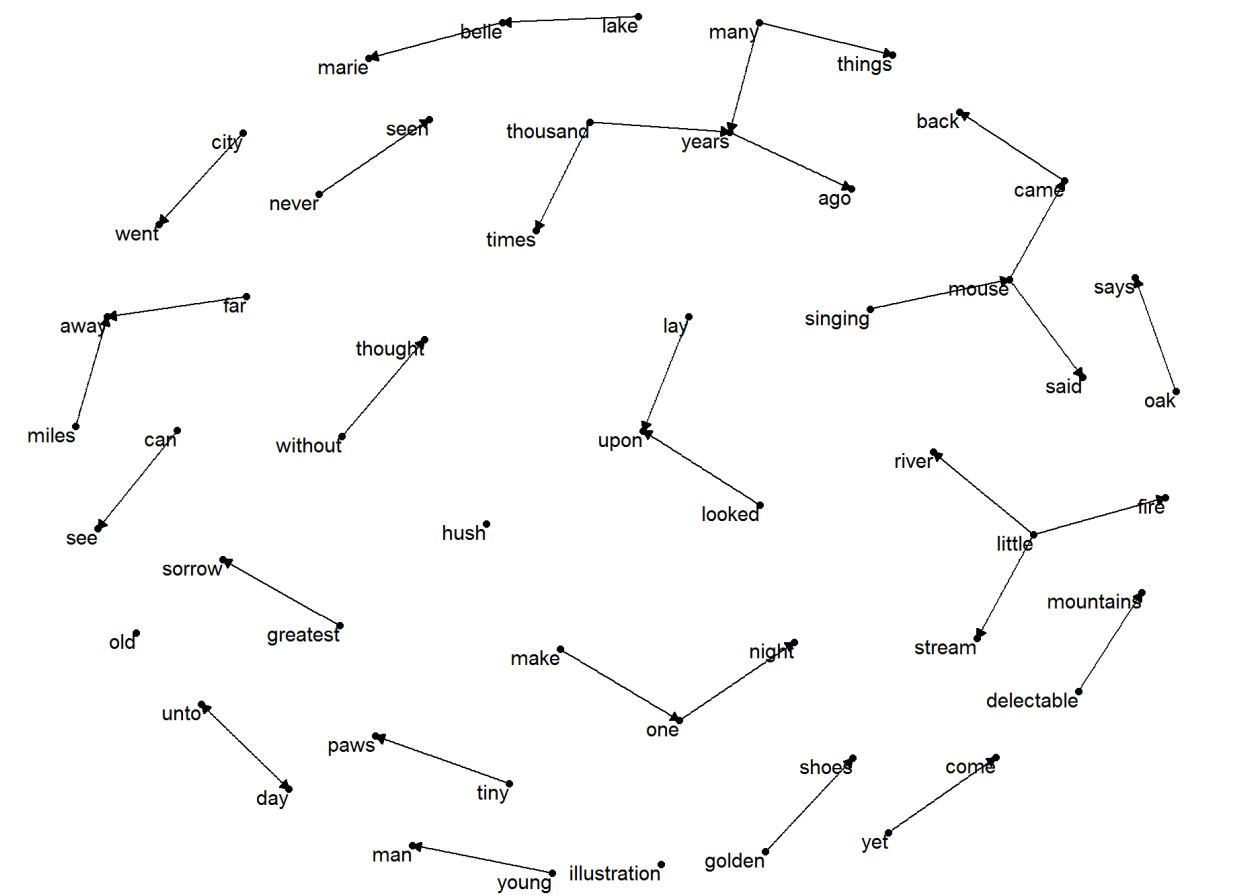 lake
belle
many
marie
things
back
seen
thousand
city
years
came
ago
never
went
times
says
mouse
far
singing
away
lay
thought
said
oak
miles
can
upon
without
river
fire
looked
hush
see
little
sorrow
mountains
greatest
old
stream
night
make
delectable
unto
one
paws
shoes
come
tiny
day
yet
man
golden
illustration
young